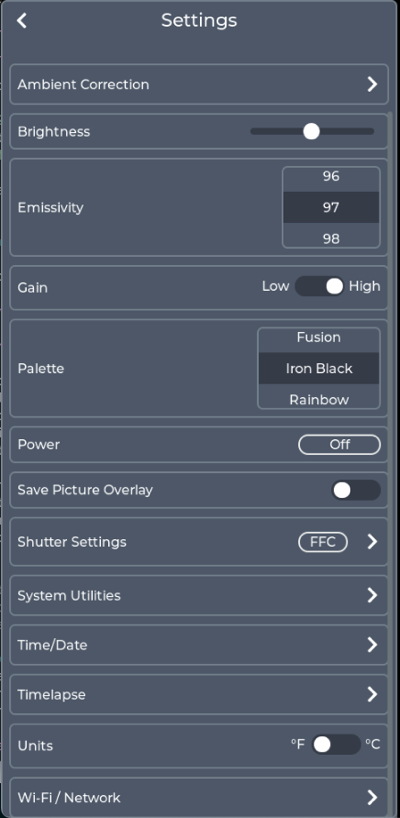 Settings
Ambient Correction
Brightness
96
Emissivity 97
98
Gain Low High
Fusion
Palette Iron Black
Rainbow
Power Off
Save Picture Overlay
Shutter Settings FFC
System Utilities
Time/Date
Timelapse
Units °F °C
Wi-Fi / Network